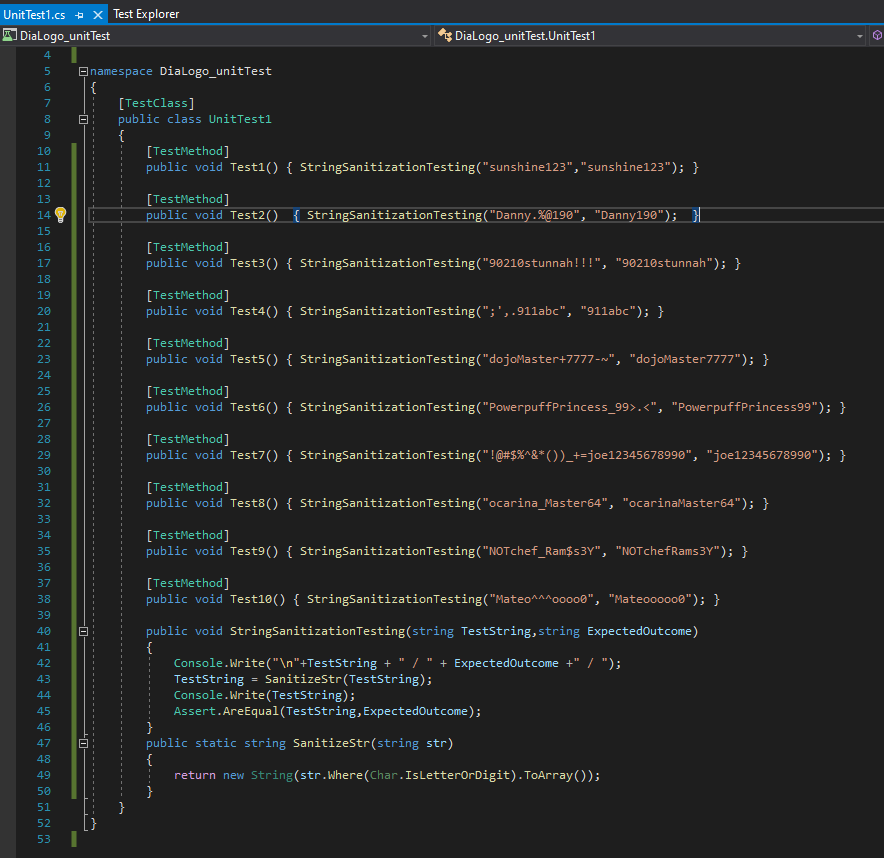 UnitTest1.cs Test Explorer
DiaLogo_unitTest DiaLogo_unitTest.UnitTest1
4
5 namespace DiaLogo_unitTest
6 {
7 [TestClass]
8 public class UnitTest1
9 {
10 [TestMethod]
11 public void Test1() { StringSanitizationTesting("sunshine123","sunshine123"); }
12
13 [TestMethod]
14 public void Test2()  { StringSanitizationTesting("Danny.%@190", "Danny190");  }
15
16 [TestMethod]
17 public void Test3() { StringSanitizationTesting("90210stunnah!!!", "90210stunnah"); }
18
19 [TestMethod]
20 public void Test4() { StringSanitizationTesting(";',.911abc", "911abc"); }
21
22 [TestMethod]
23 public void Test5() { StringSanitizationTesting("dojoMaster+7777-~", "dojoMaster7777"); }
24
25 [TestMethod]
26 public void Test6() { StringSanitizationTesting("PowerpuffPrincess_99>.<", "PowerpuffPrincess99"); }
27
28 [TestMethod]
29 public void Test7() { StringSanitizationTesting("!@#$%^&*())_+=joe12345678990", "joe12345678990"); }
30
31 [TestMethod]
32 public void Test8() { StringSanitizationTesting("ocarina_Master64", "ocarinaMaster64"); }
33
34 [TestMethod]
35 public void Test9() { StringSanitizationTesting("NOTchef_Ram$s3Y", "NOTchefRams3Y"); }
36
37 [TestMethod]
38 public void Test10() { StringSanitizationTesting("Mateo^^^oooo0", "Mateooooo0"); }
39
40 public void StringSanitizationTesting(string TestString,string ExpectedOutcome)
41 {
42 Console.Write("\n"+TestString + " / " + ExpectedOutcome +" / ");
43 TestString = SanitizeStr(TestString);
44 Console.Write(TestString);
45 Assert.AreEqual(TestString,ExpectedOutcome);
46 }
47 public static string SanitizeStr(string str)
48 {
49 return new String(str.Where(Char.IsLetterOrDigit).ToArray());
50 }
51 }
52 }
53